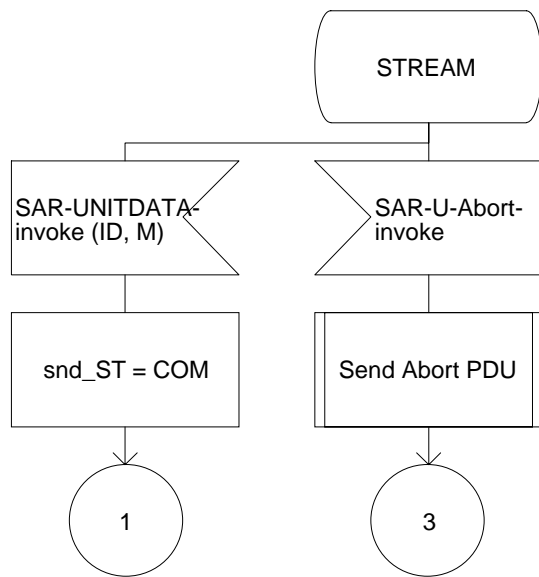 STREAM
SAR-UNITDATA-
invoke (ID, M)
SAR-U-Abort-
invoke
snd_ST = COM
Send Abort PDU
1
3